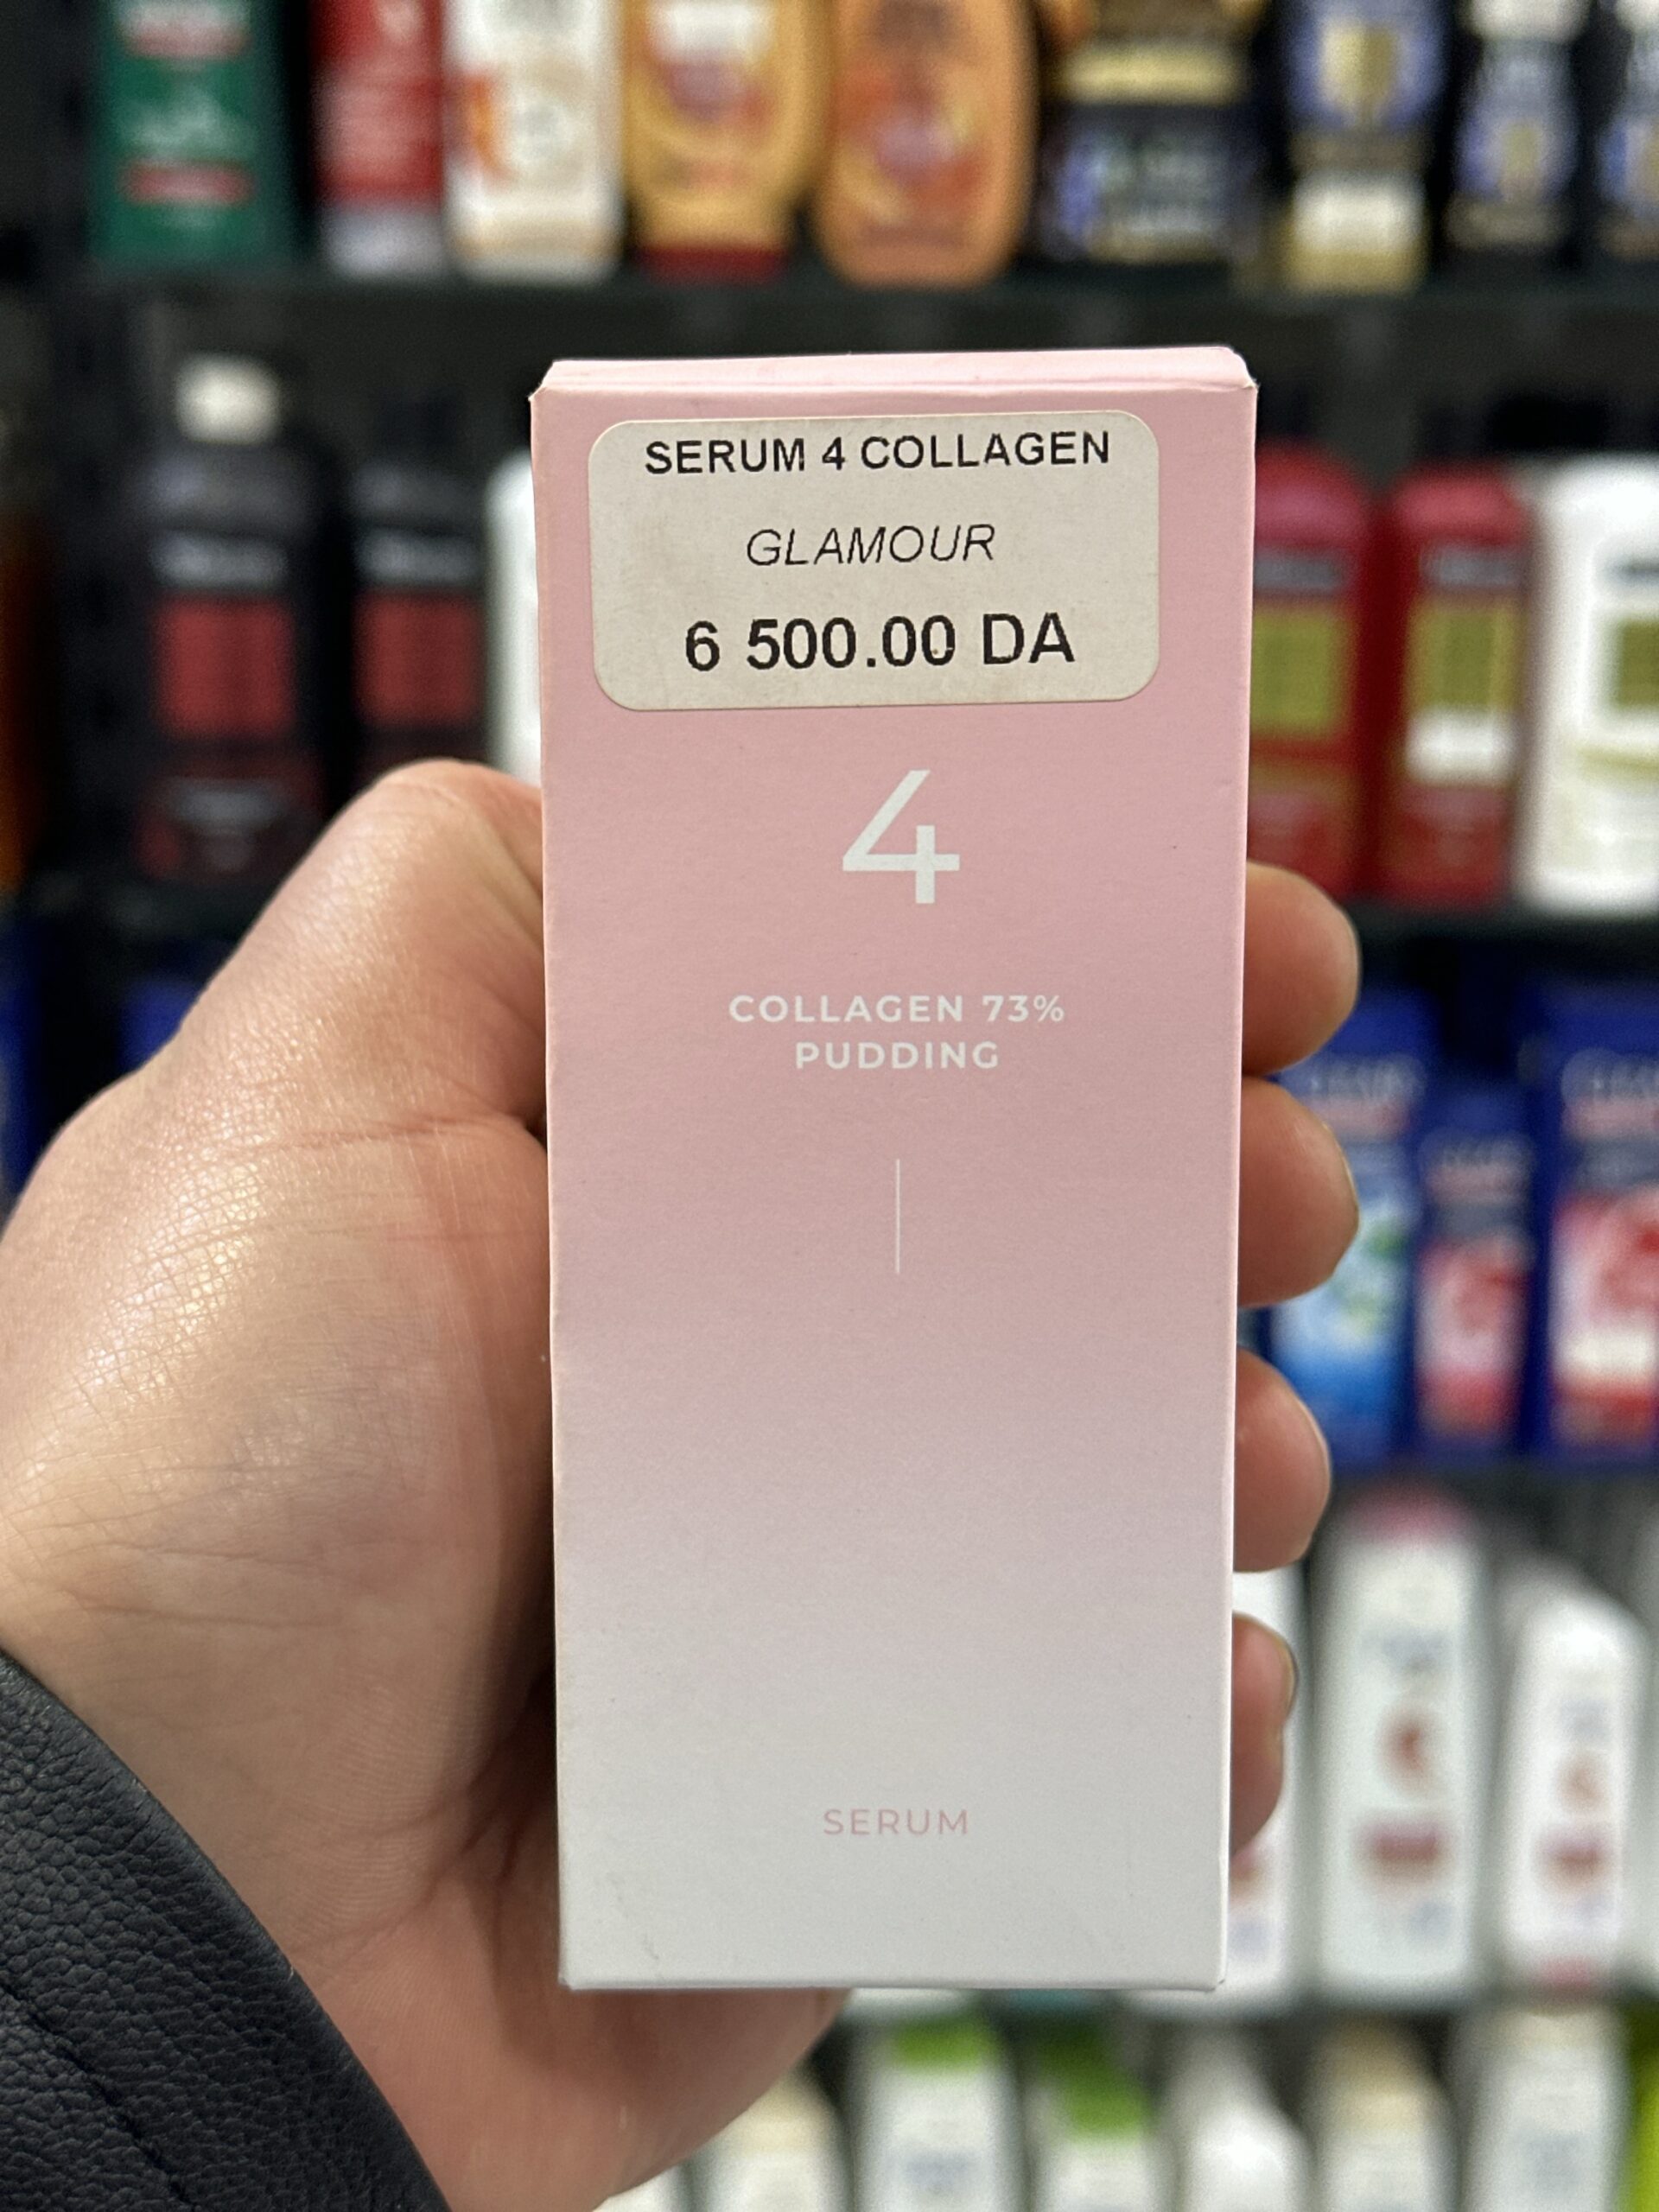 SERUM 4 COLLAGEN
GLAMOUR
6 500.00 DA
4
COLLAGEN 73%
PUDDING
SERUM